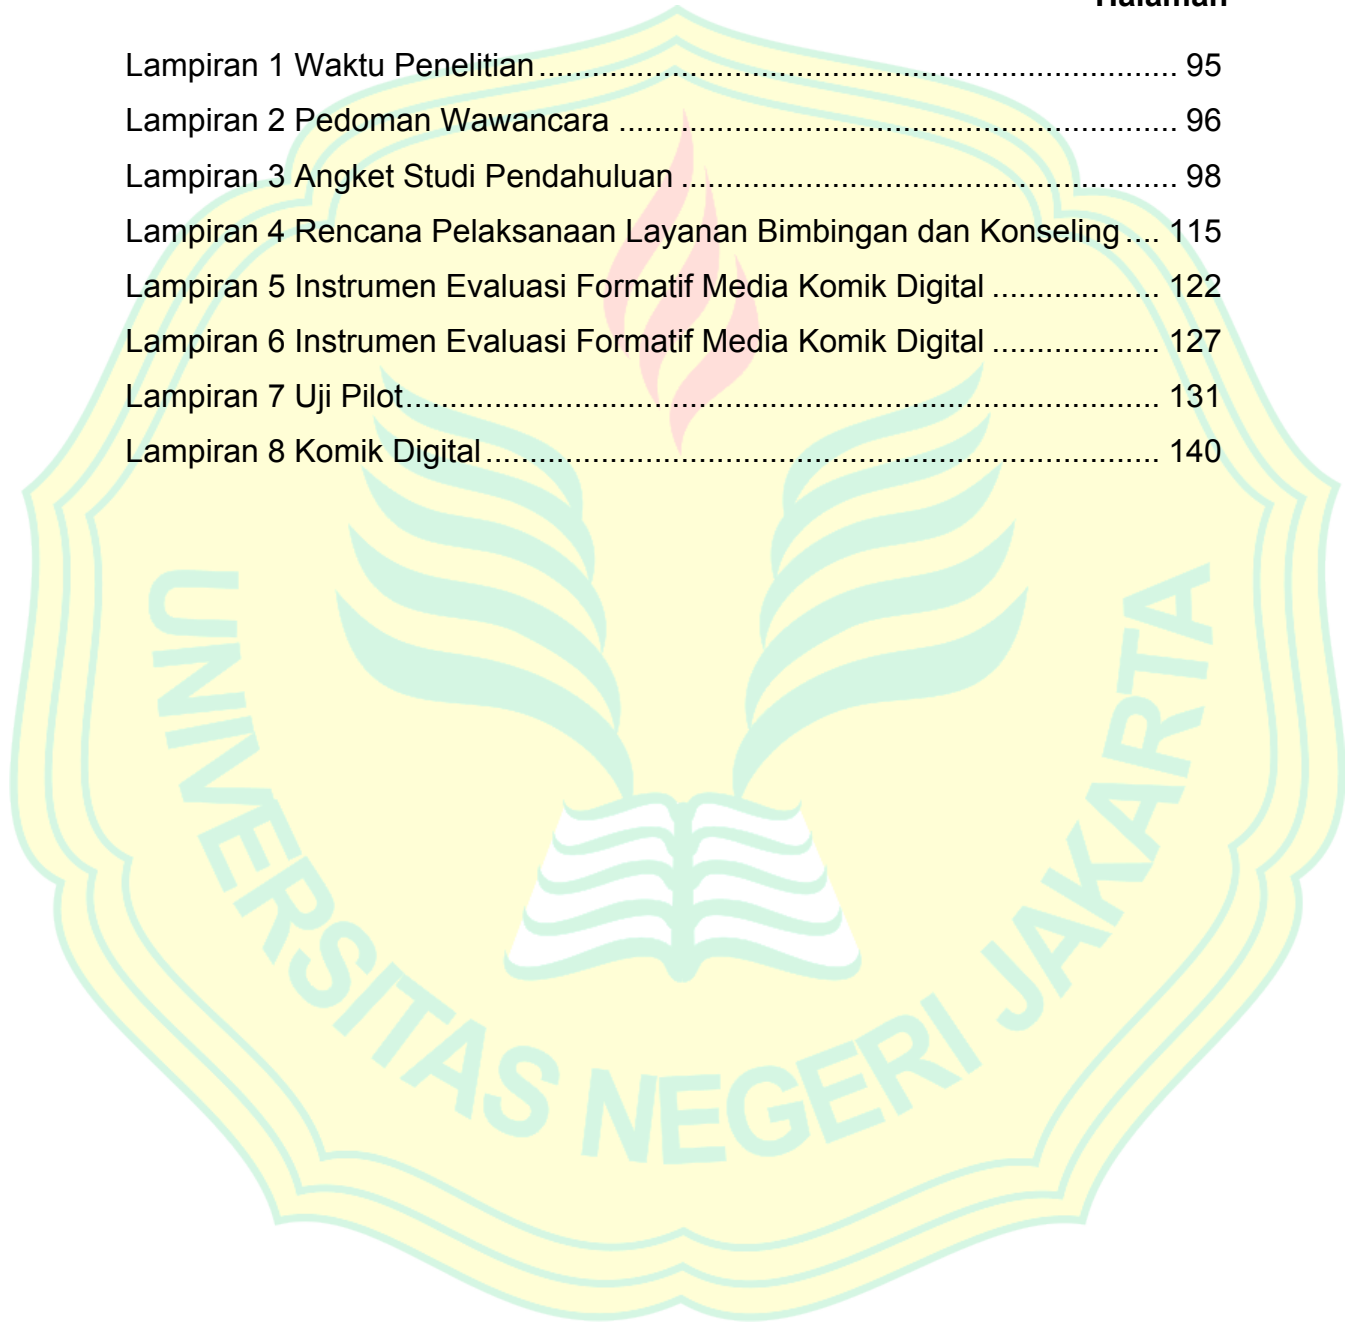 Halaman
Lampiran 1 Waktu Penelitian ........................................................................... 95
Lampiran 2 Pedoman Wawancara .................................................................. 96
Lampiran 3 Angket Studi Pendahuluan ........................................................... 98
Lampiran 4 Rencana Pelaksanaan Layanan Bimbingan dan Konseling .... 115
Lampiran 5 Instrumen Evaluasi Formatif Media Komik Digital ................... 122
Lampiran 6 Instrumen Evaluasi Formatif Media Komik Digital ................... 127
Lampiran 7 Uji Pilot......................................................................................... 131
Lampiran 8 Komik Digital ................................................................................ 140
UNIVERSITAS NEGERI JAKARTA